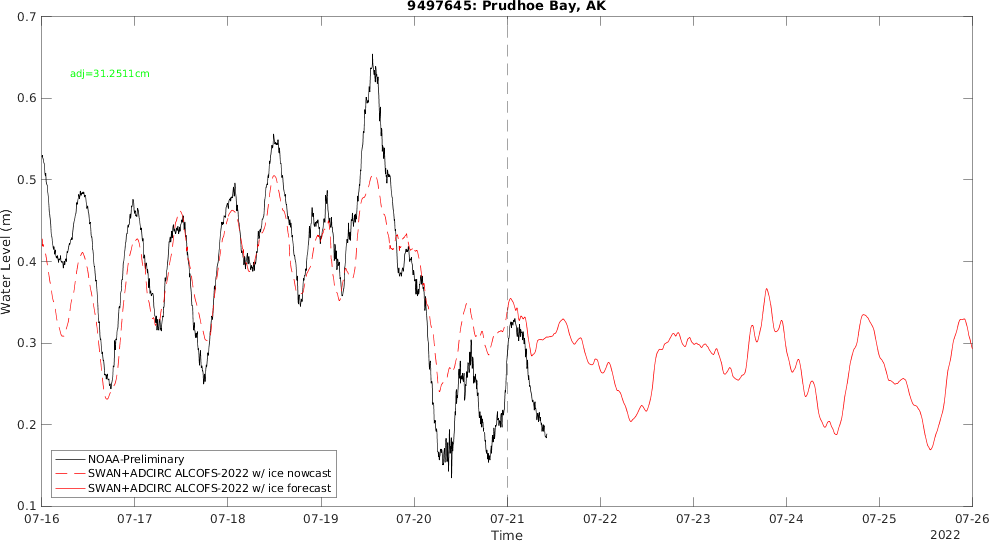 9497645: Prudhoe Bay, AK
0.7
adj=31.2511cm
0.6
0.5
0.4
0.3
0.2
0.1
Water Level (m)
NOAA-Preliminary
SWAN+ADCIRC ALCOFS-2022 w/ ice nowcast
SWAN+ADCIRC ALCOFS-2022 w/ ice forecast
07-16 07-17 07-18 07-19 07-20 07-21 07-22 07-23 07-24 07-25 07-26
Time
2022